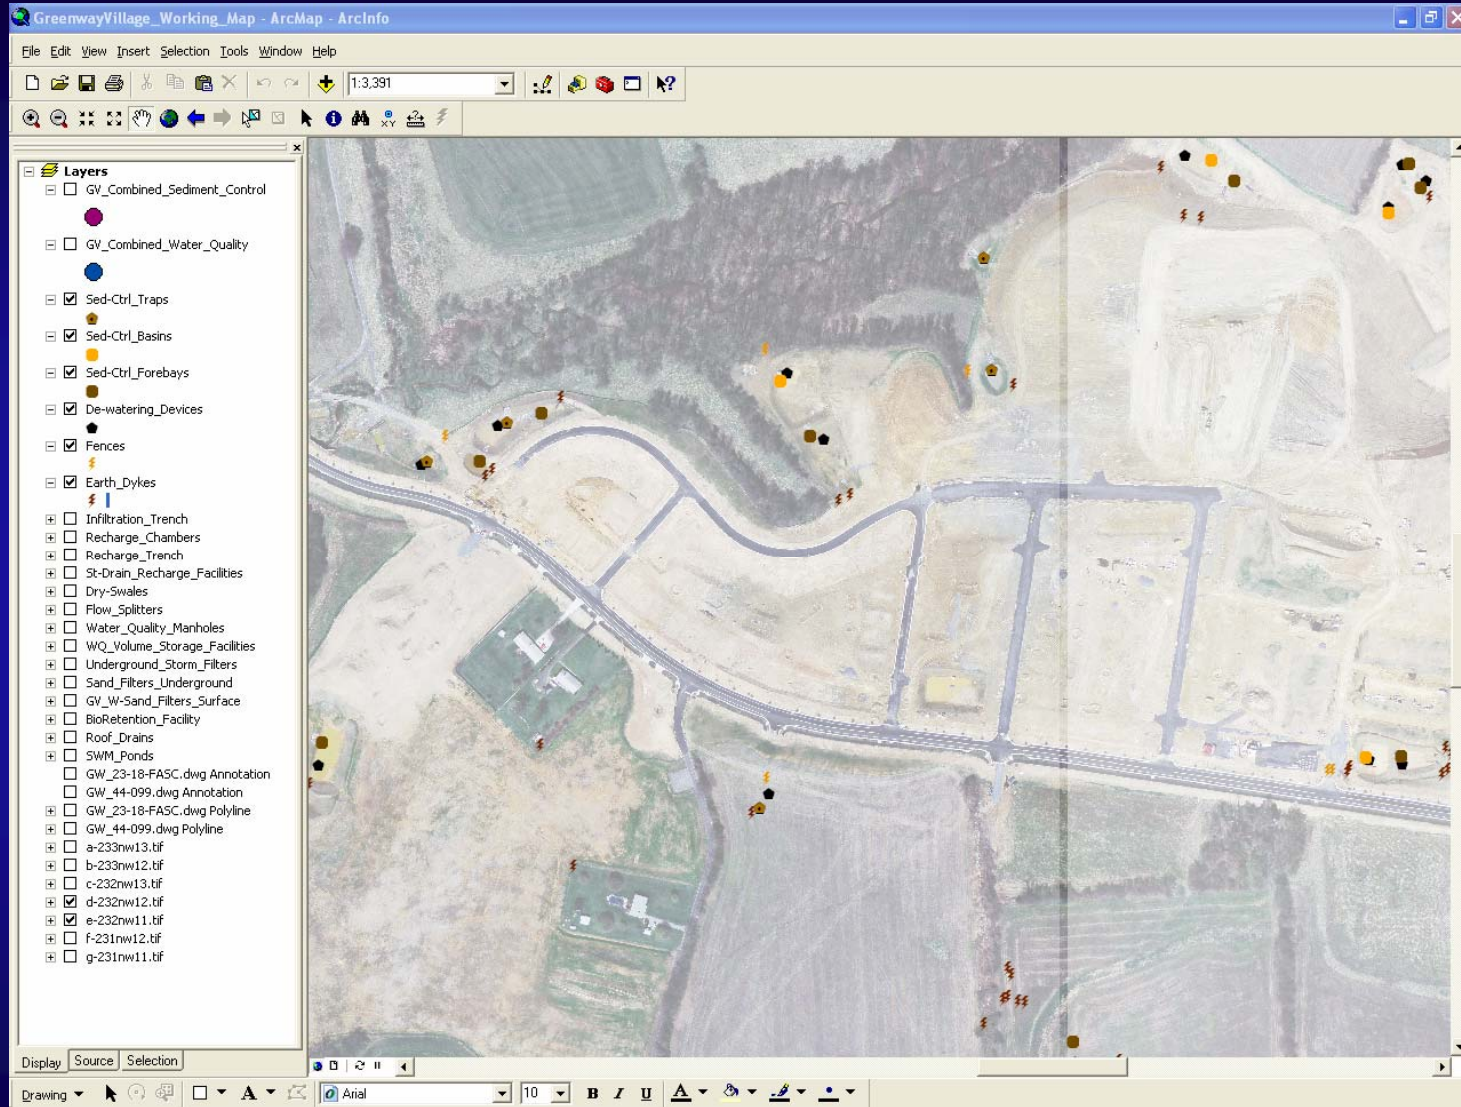 GreenwayVillage_Working_Map - ArcMap - ArcInfo
File Edit View Insert Selection Tools Window Help
1:3,391
XY
Layers
GV_Combined_Sediment_Control
GV_Combined_Water_Quality
Sed-Ctrl_Traps
Sed-Ctrl_Basins
Sed-Ctrl_Forebays
De-watering_Devices
Fences
Earth_Dykes
Infiltration_Trench
Recharge_Chambers
Recharge_Trench
St-Drain_Recharge_Facilities
Dry-Swales
Flow_Splitters
Water_Quality_Manholes
WQ_Volume_Storage_Facilities
Underground_Storm_Filters
Sand_Filters_Underground
GV_W-Sand_Filters_Surface
BioRetention_Facility
Roof_Drains
SWM_Ponds
GW_23-18-FASC.dwg Annotation
GW_44-099.dwg Annotation
GW_23-18-FASC.dwg Polyline
GW_44-099.dwg Polyline
a-233nw13.tif
b-233nw12.tif
c-232nw13.tif
d-232nw12.tif
e-232nw11.tif
f-231nw12.tif
g-231nw11.tif
Display Source Selection
Drawing A Arial 10 B I U A